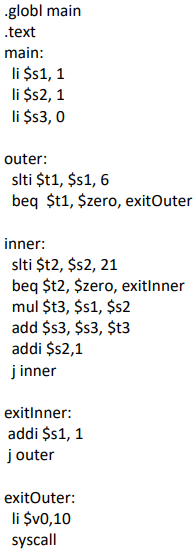 .globl main
.text
main:
li $s1, 1
li $s2, 1
li $s3, 0
outer:
slti $t1, $s1, 6
beq $t1, $zero, exitOuter
inner:
slti $t2, $s2, 21
beq $t2, $zero, exitInner
mul $t3, $s1, $s2
add $s3, $s3, $t3
addi $s2,1
j inner
exitInner:
addi $s1, 1
j outer
exitOuter:
li $v0,10
syscall